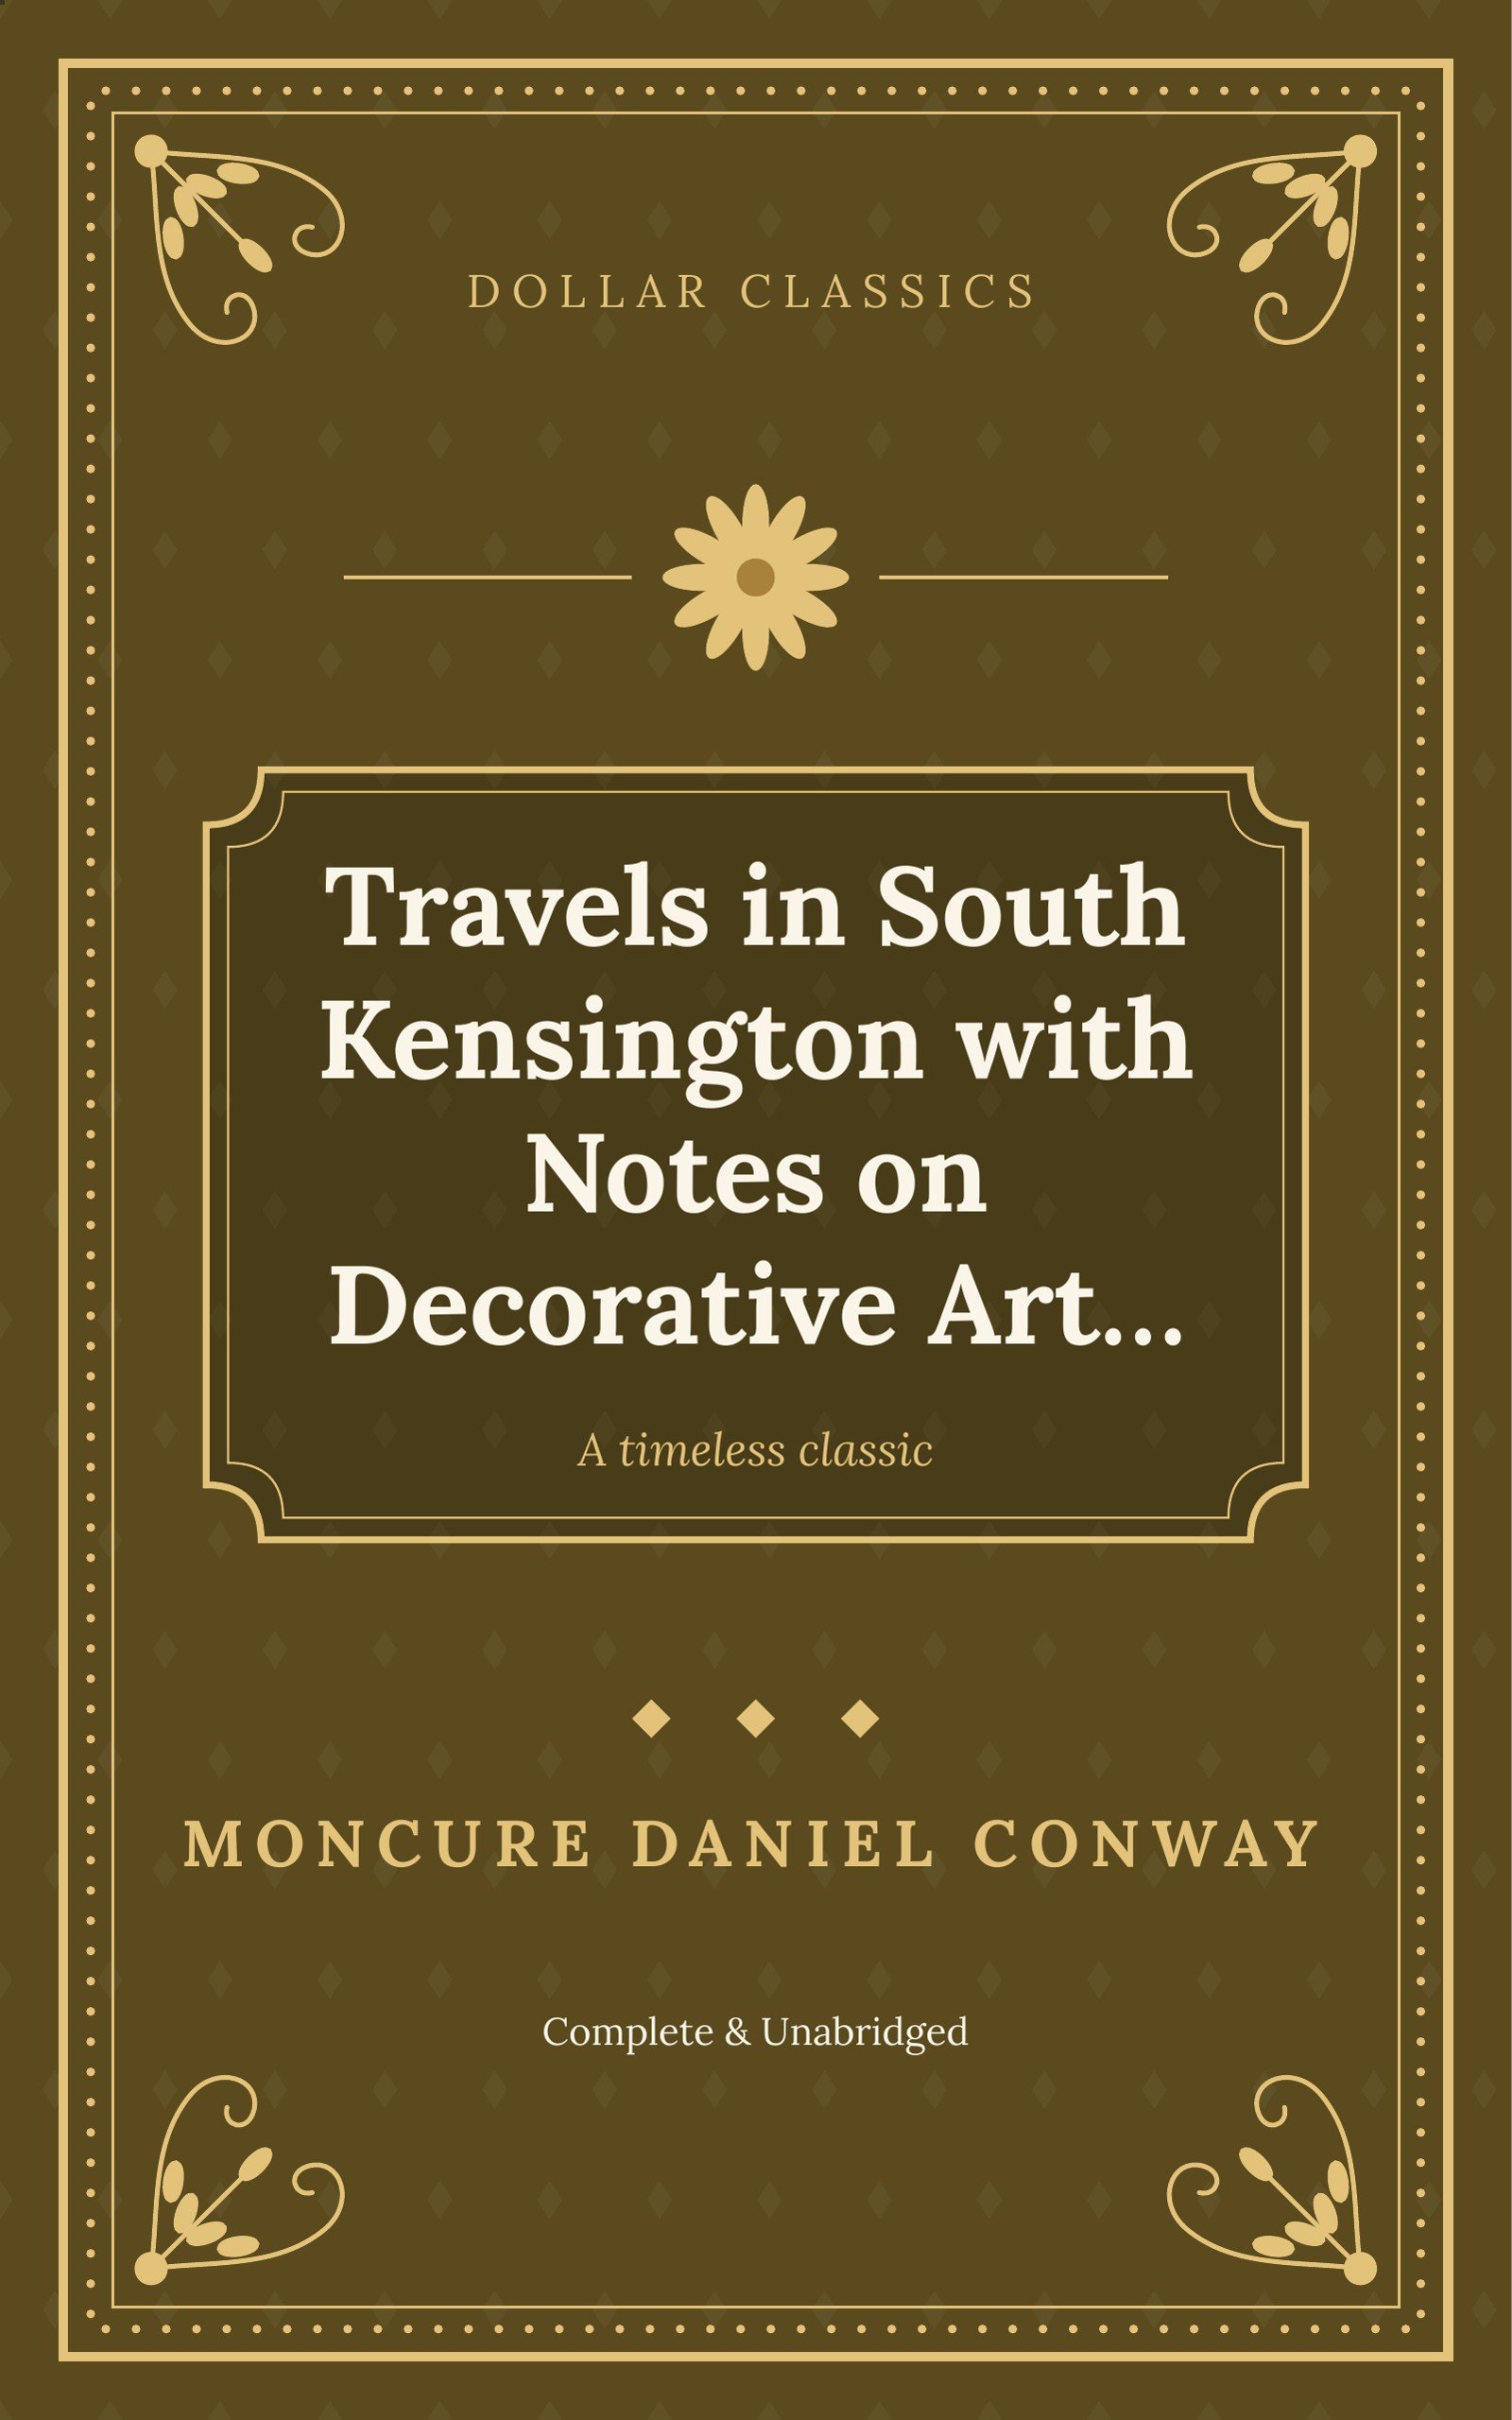 DOLLAR CLASSICS
Travels in South
Kensington with
Notes on
Decorative Art...
A timeless classic
MONCURE DANIEL CONWAY
Complete & Unabridged